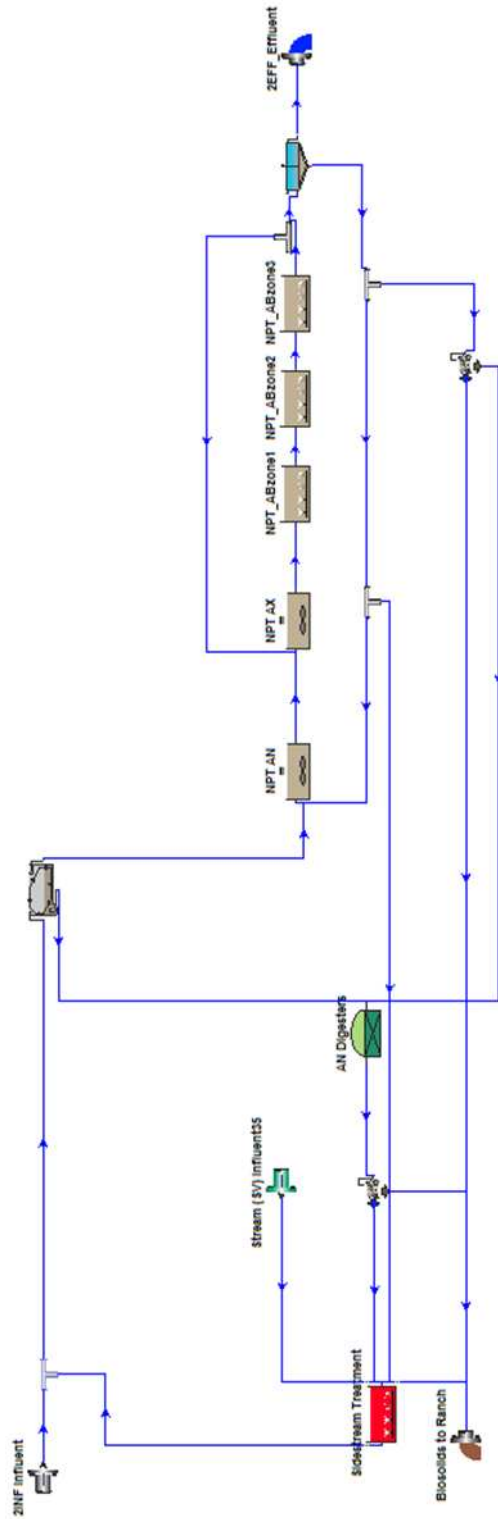 2INF Influent
Sidestream Treatment
Biosolids to Ranch
Stream (SV) Influent35
AN Digesters
NPT AN
NPT AX
NPT_ABzone1
NPT_ABzone2
NPT_ABzone3
2EFF_Effluent